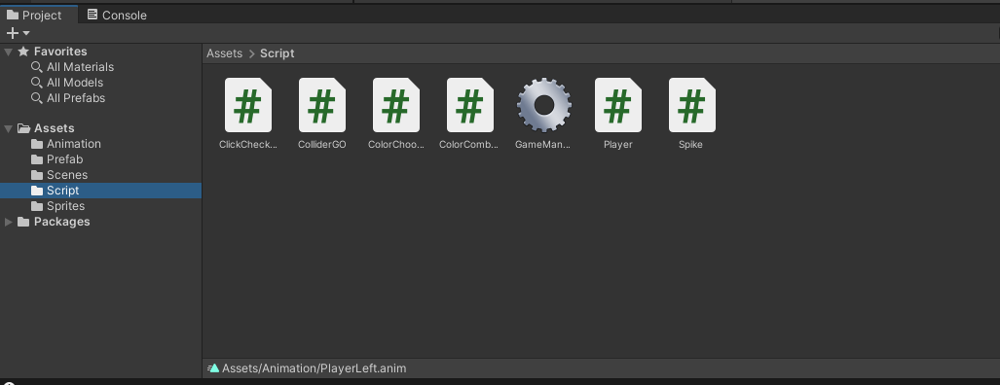 Project
Console
Favorites
All Materials
All Models
All Prefabs
Assets
Animation
Prefab
Scenes
Script
Sprites
Packages
Assets > Script
ClickCheck...
ColliderGO
ColorChoo...
ColorComb...
GameMan...
Player
Spike
Assets/Animation/PlayerLeft.anim